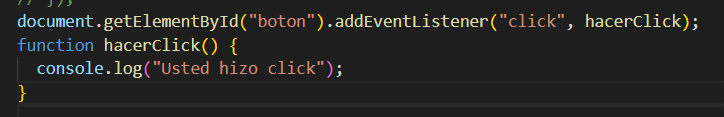 // });
document.getElementById("boton").addEventListener("click", hacerClick);
function hacerClick() {
  console.log("Usted hizo click");
}